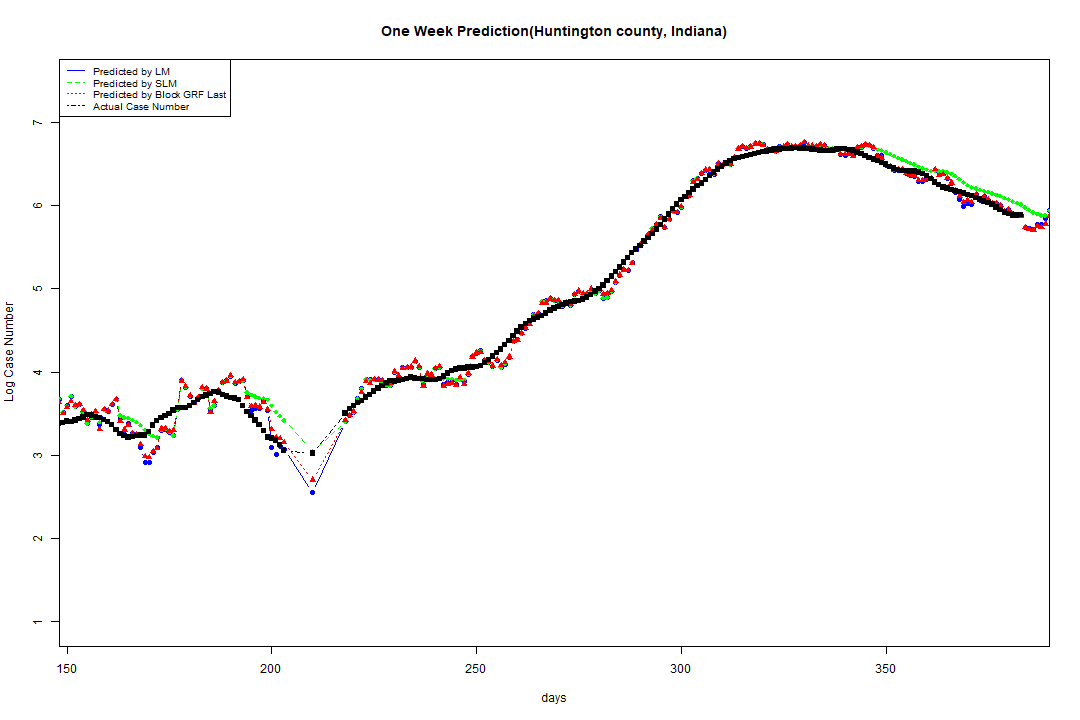 One Week Prediction(Huntington county, Indiana)
Predicted by LM
Predicted by SLM
Predicted by Block GRF Last
Actual Case Number
7
6
5
4
3
2
1
Log Case Number
150 200 250 300 350
days